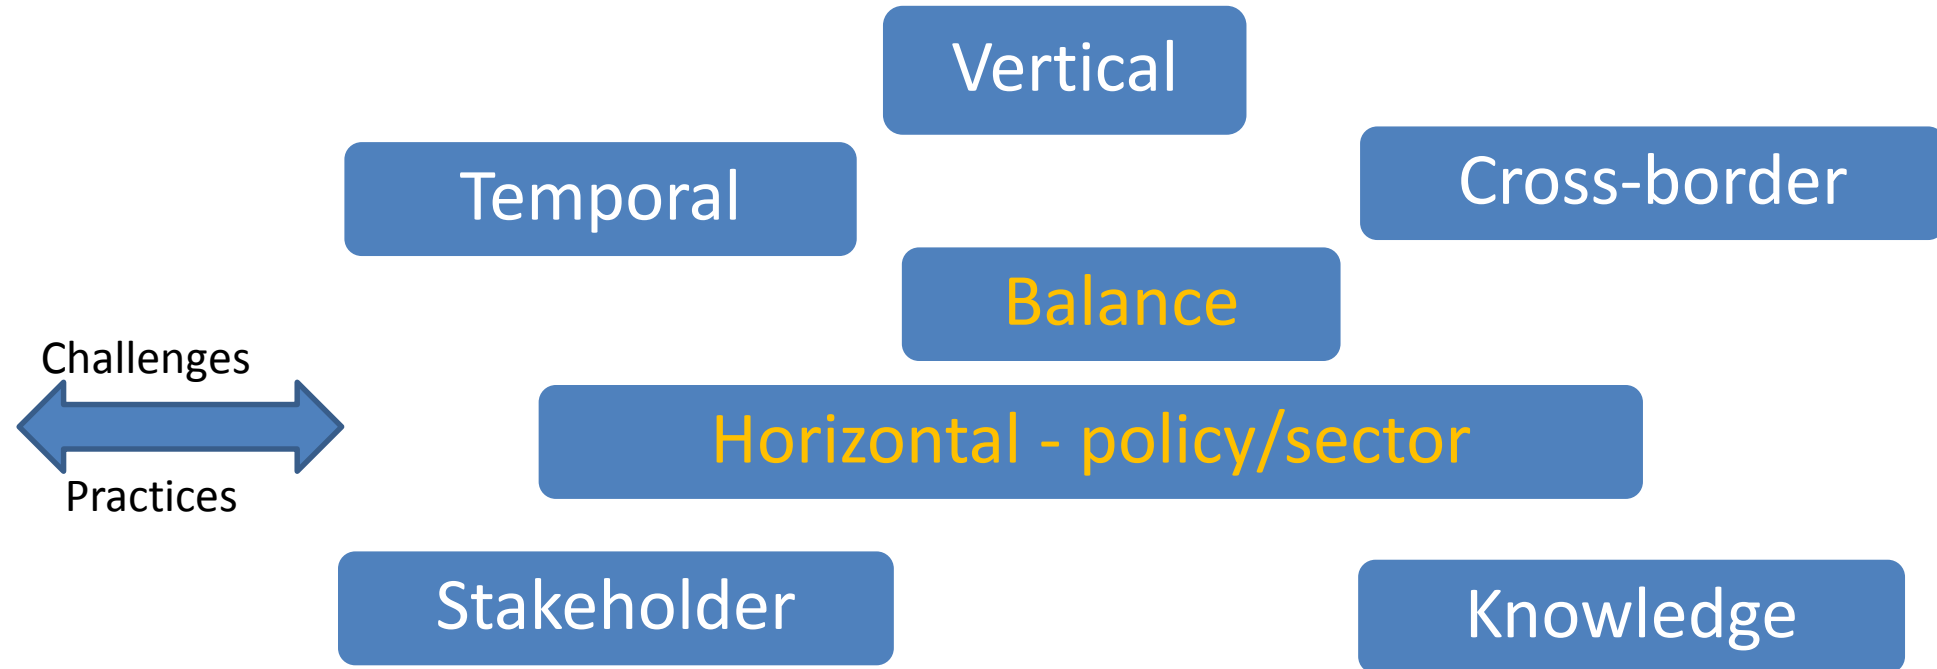 Vertical
Temporal
Cross-border
Balance
Challenges
Horizontal - policy/sector
Practices
Stakeholder
Knowledge